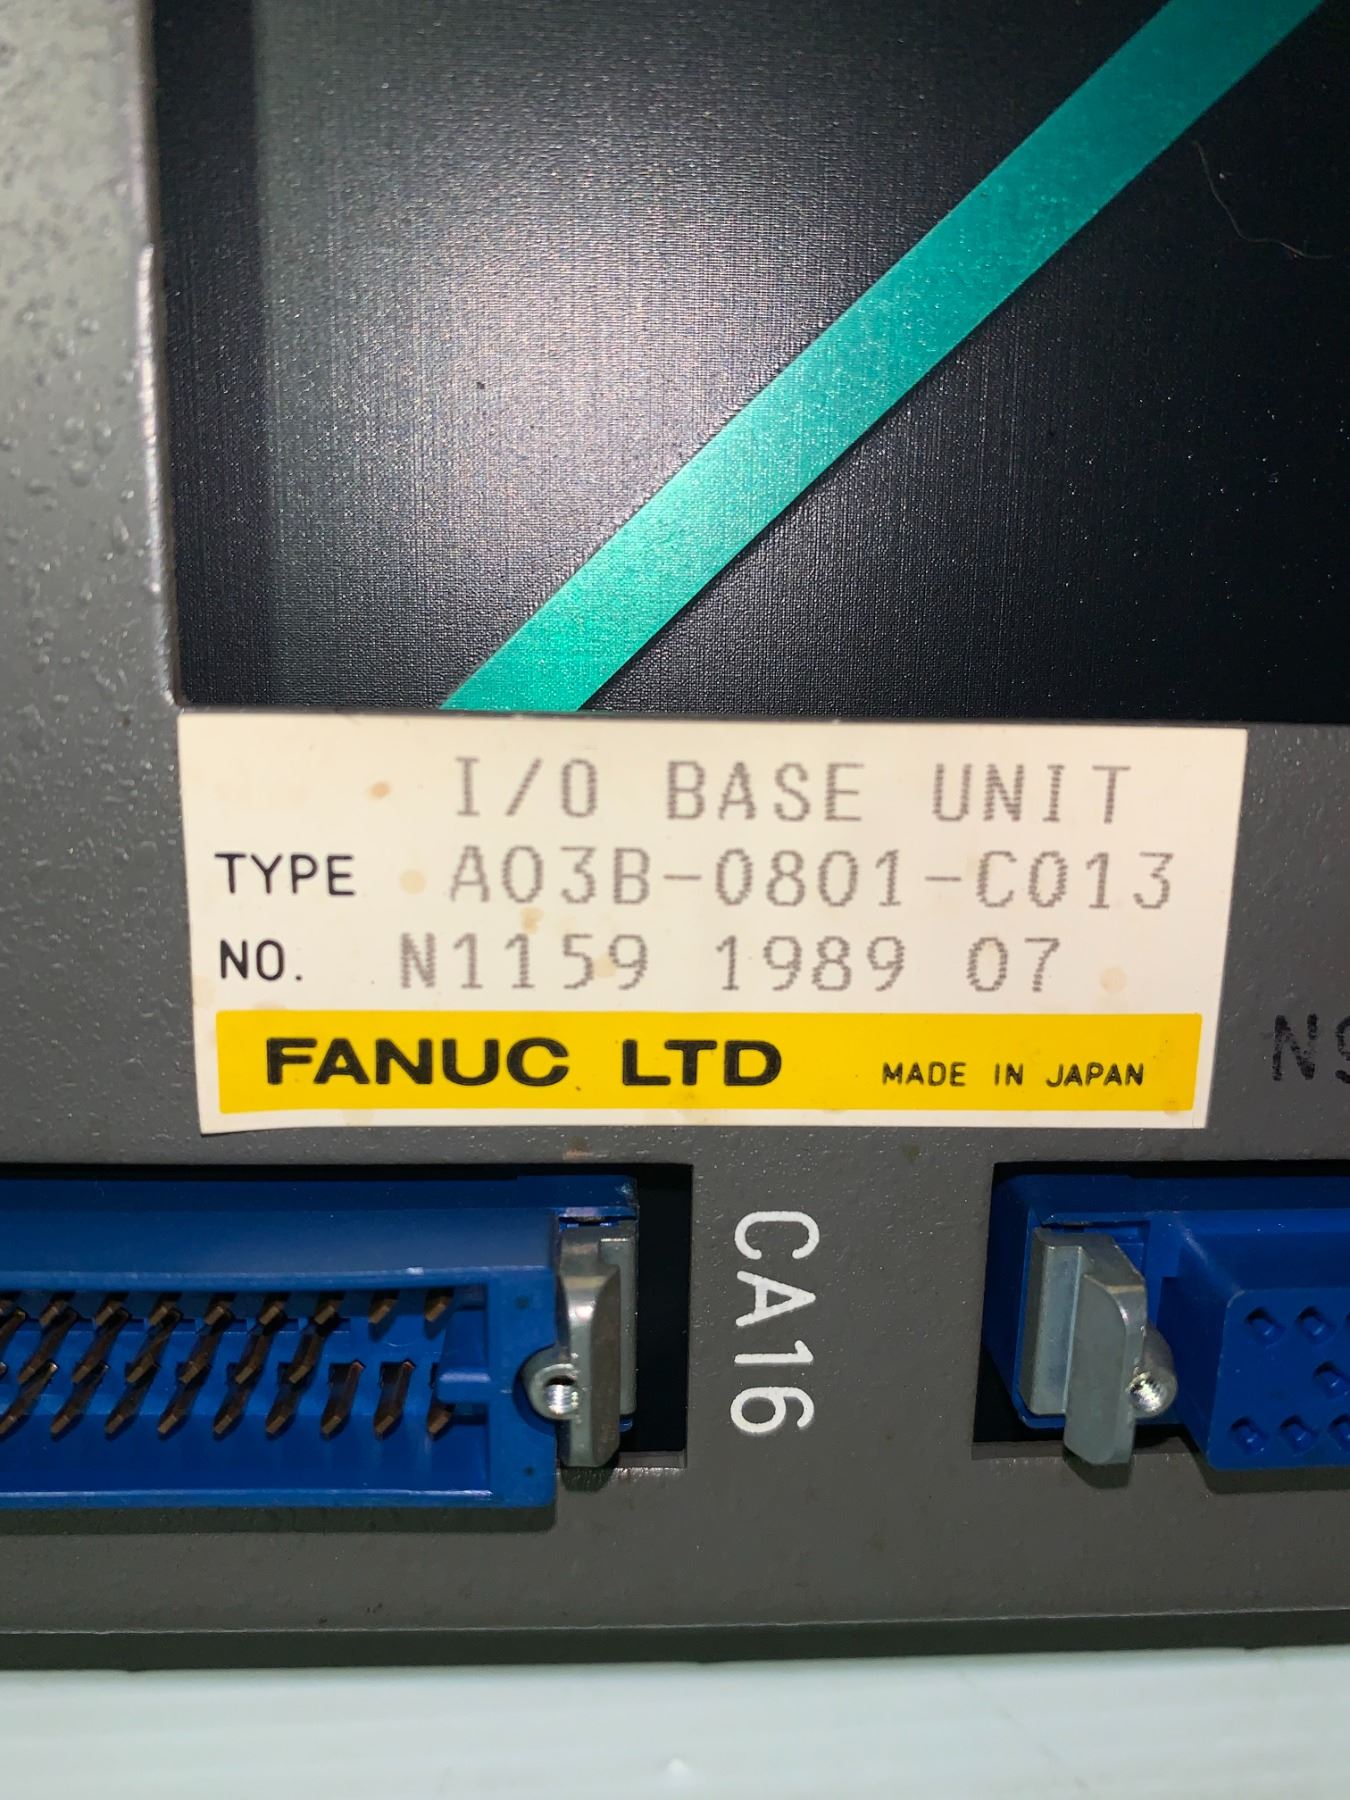 I/O BASE UNIT
TYPE A03B-0801-C013
NO. N1159 1989 07
FANUC LTD MADE IN JAPAN
CA16